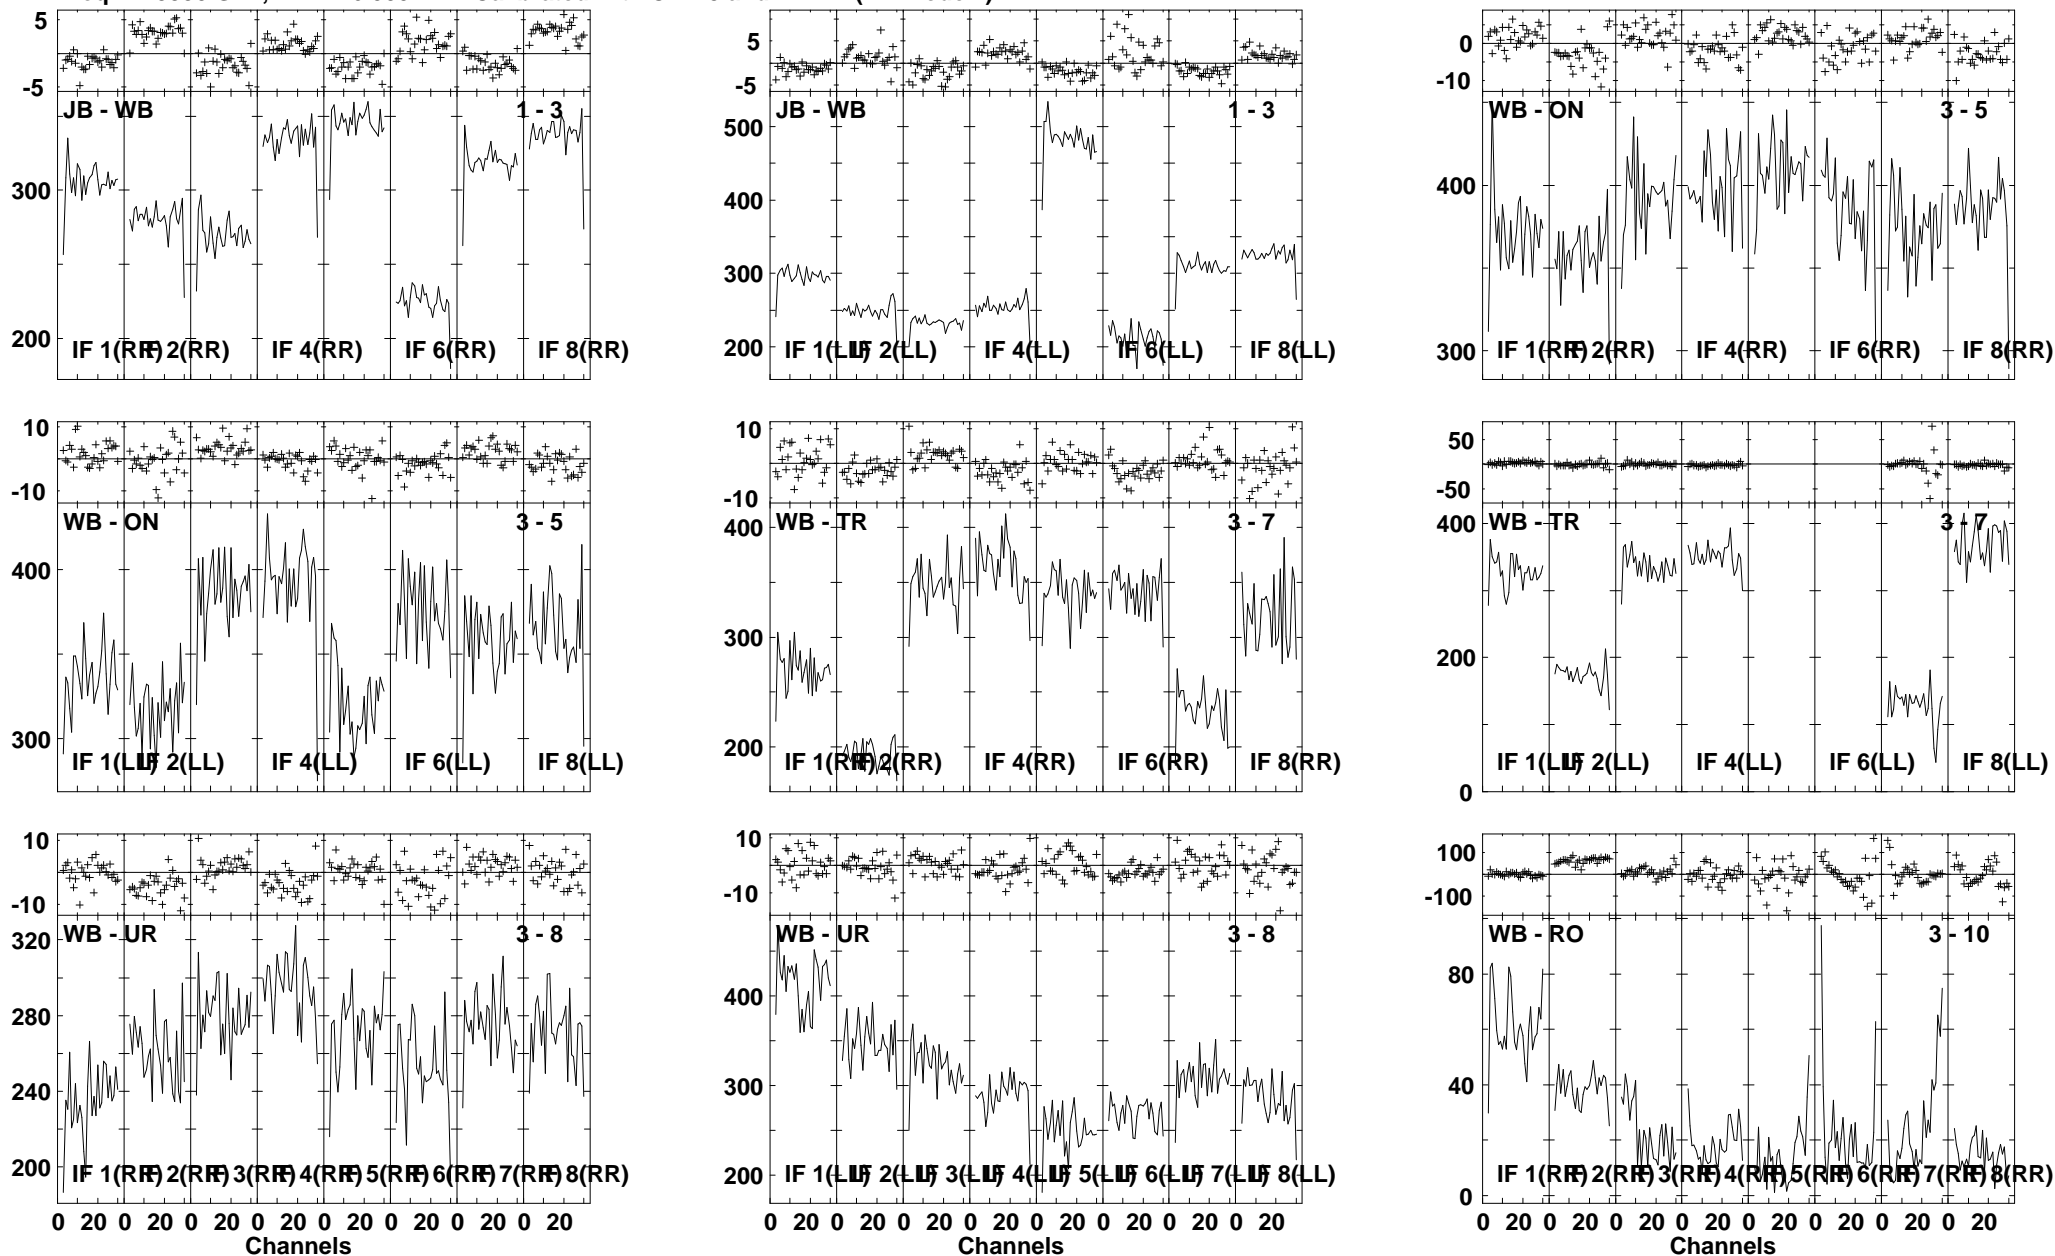 5
-5
JB - WB 1 - 3
300
200
IF 1(RR) IF 2(RR) IF 4(RR) IF 6(RR) IF 8(RR)
5
-5
JB - WB 1 - 3
500
400
300
200
IF 1(LL) IF 2(LL) IF 4(LL) IF 6(LL) IF 8(LL)
0
-10
WB - ON 3 - 5
400
300
IF 1(RR) IF 2(RR) IF 4(RR) IF 6(RR) IF 8(RR)
10
-10
WB - ON 3 - 5
400
300
IF 1(LL) IF 2(LL) IF 4(LL) IF 6(LL) IF 8(LL)
10
-10
WB - TR 3 - 7
400
300
200
IF 1(RR) IF 2(RR) IF 4(RR) IF 6(RR) IF 8(RR)
50
-50
WB - TR 3 - 7
400
200
0
IF 1(LL) IF 2(LL) IF 4(LL) IF 6(LL) IF 8(LL)
10
-10
WB - UR 3 - 8
320
280
240
200
IF 1(RR) IF 2(RR) IF 3(RR) IF 4(RR) IF 5(RR) IF 6(RR) IF 7(RR) IF 8(RR)
0 20 0 20 0 20 0 20 0 20 0 20 0 20 0 20
Channels
10
-10
WB - UR 3 - 8
400
300
200
IF 1(LL) IF 2(LL) IF 3(LL) IF 4(LL) IF 5(LL) IF 6(LL) IF 7(LL) IF 8(LL)
0 20 0 20 0 20 0 20 0 20 0 20 0 20 0 20
Channels
100
-100
WB - RO 3 - 10
80
40
0
IF 1(RR) IF 2(RR) IF 3(RR) IF 4(RR) IF 5(RR) IF 6(RR) IF 7(RR) IF 8(RR)
0 20 0 20 0 20 0 20 0 20 0 20 0 20 0 20
Channels